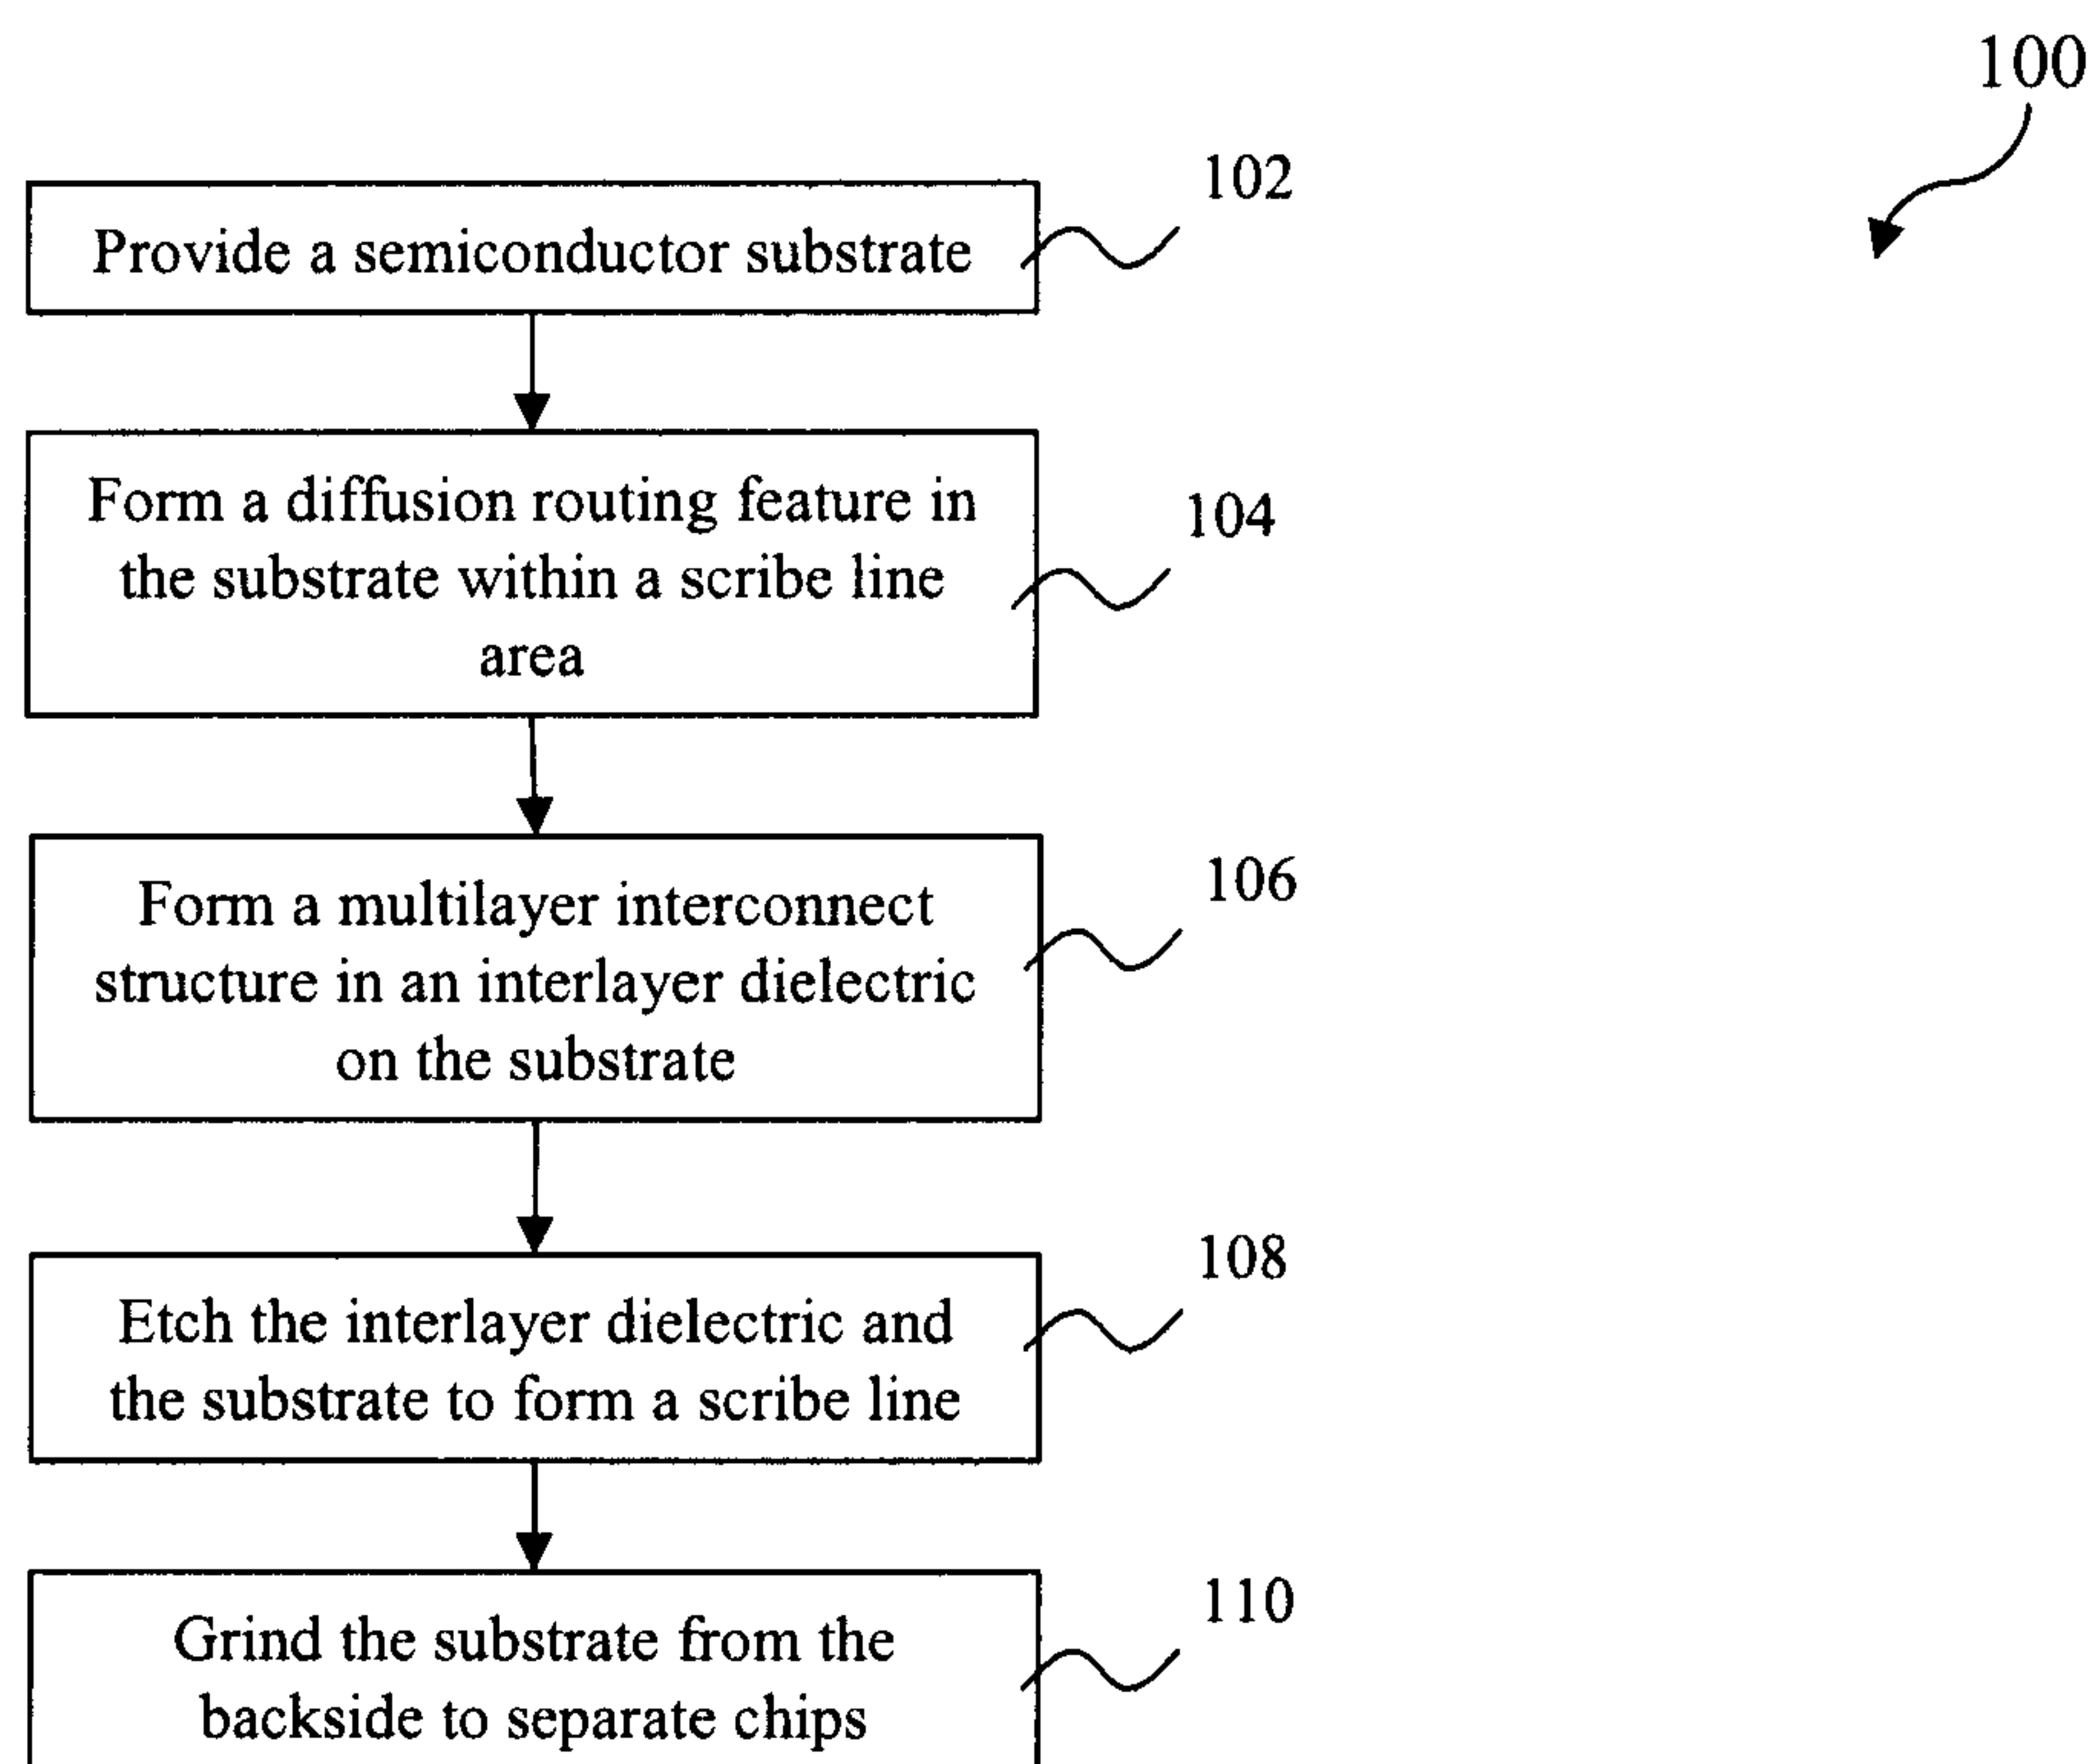 100
102
Provide a semiconductor substrate
Form a diffusion routing feature in
the substrate within a scribe line
area
104
106
Form a multilayer interconnect
structure in an interlayer dielectric
on the substrate
108
Etch the interlayer dielectric and
the substrate to form a scribe line
110
Grind the substrate from the
backside to separate chips